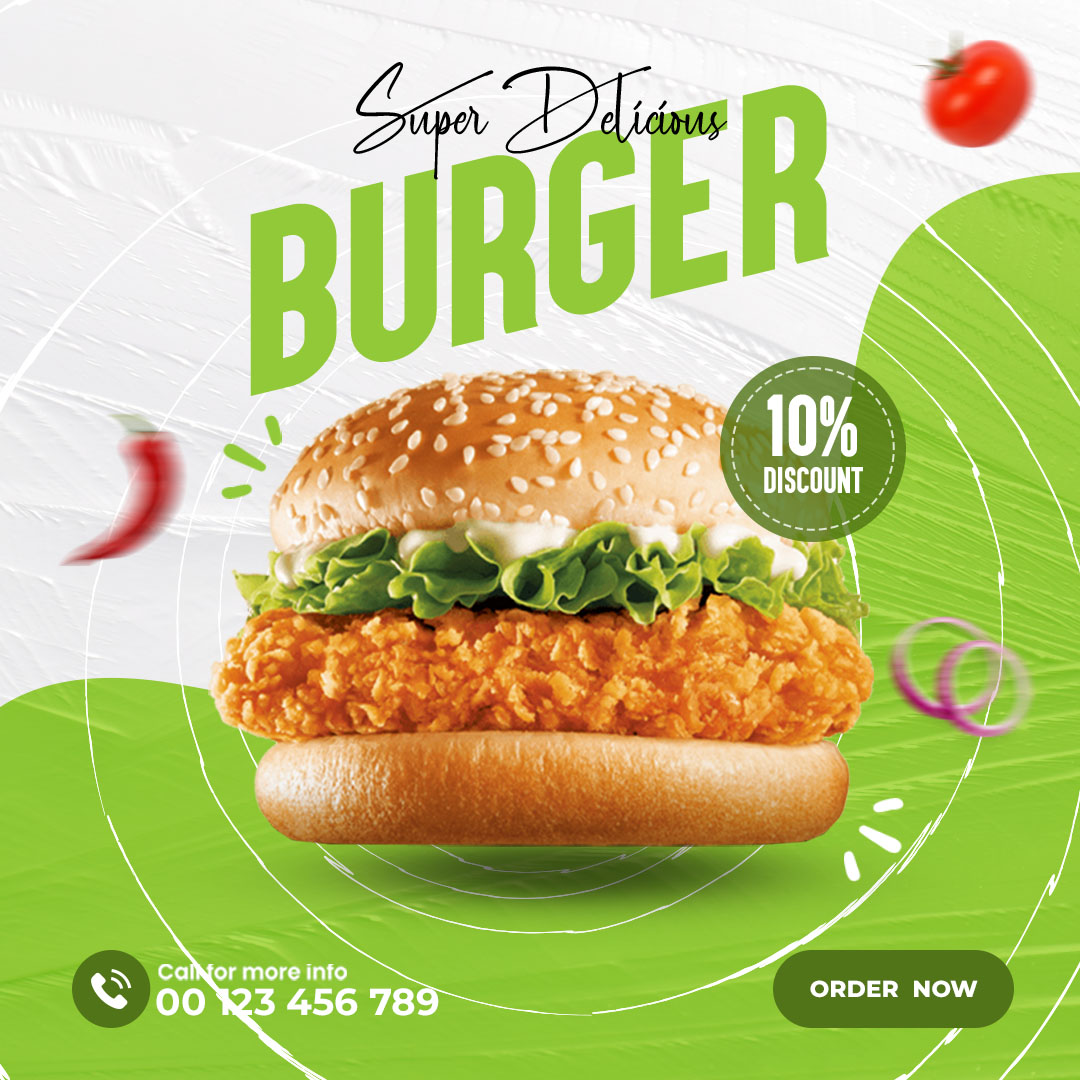 Super Delicious
BURGER
10%
DISCOUNT
Call for more info
00 123 456 789
ORDER NOW